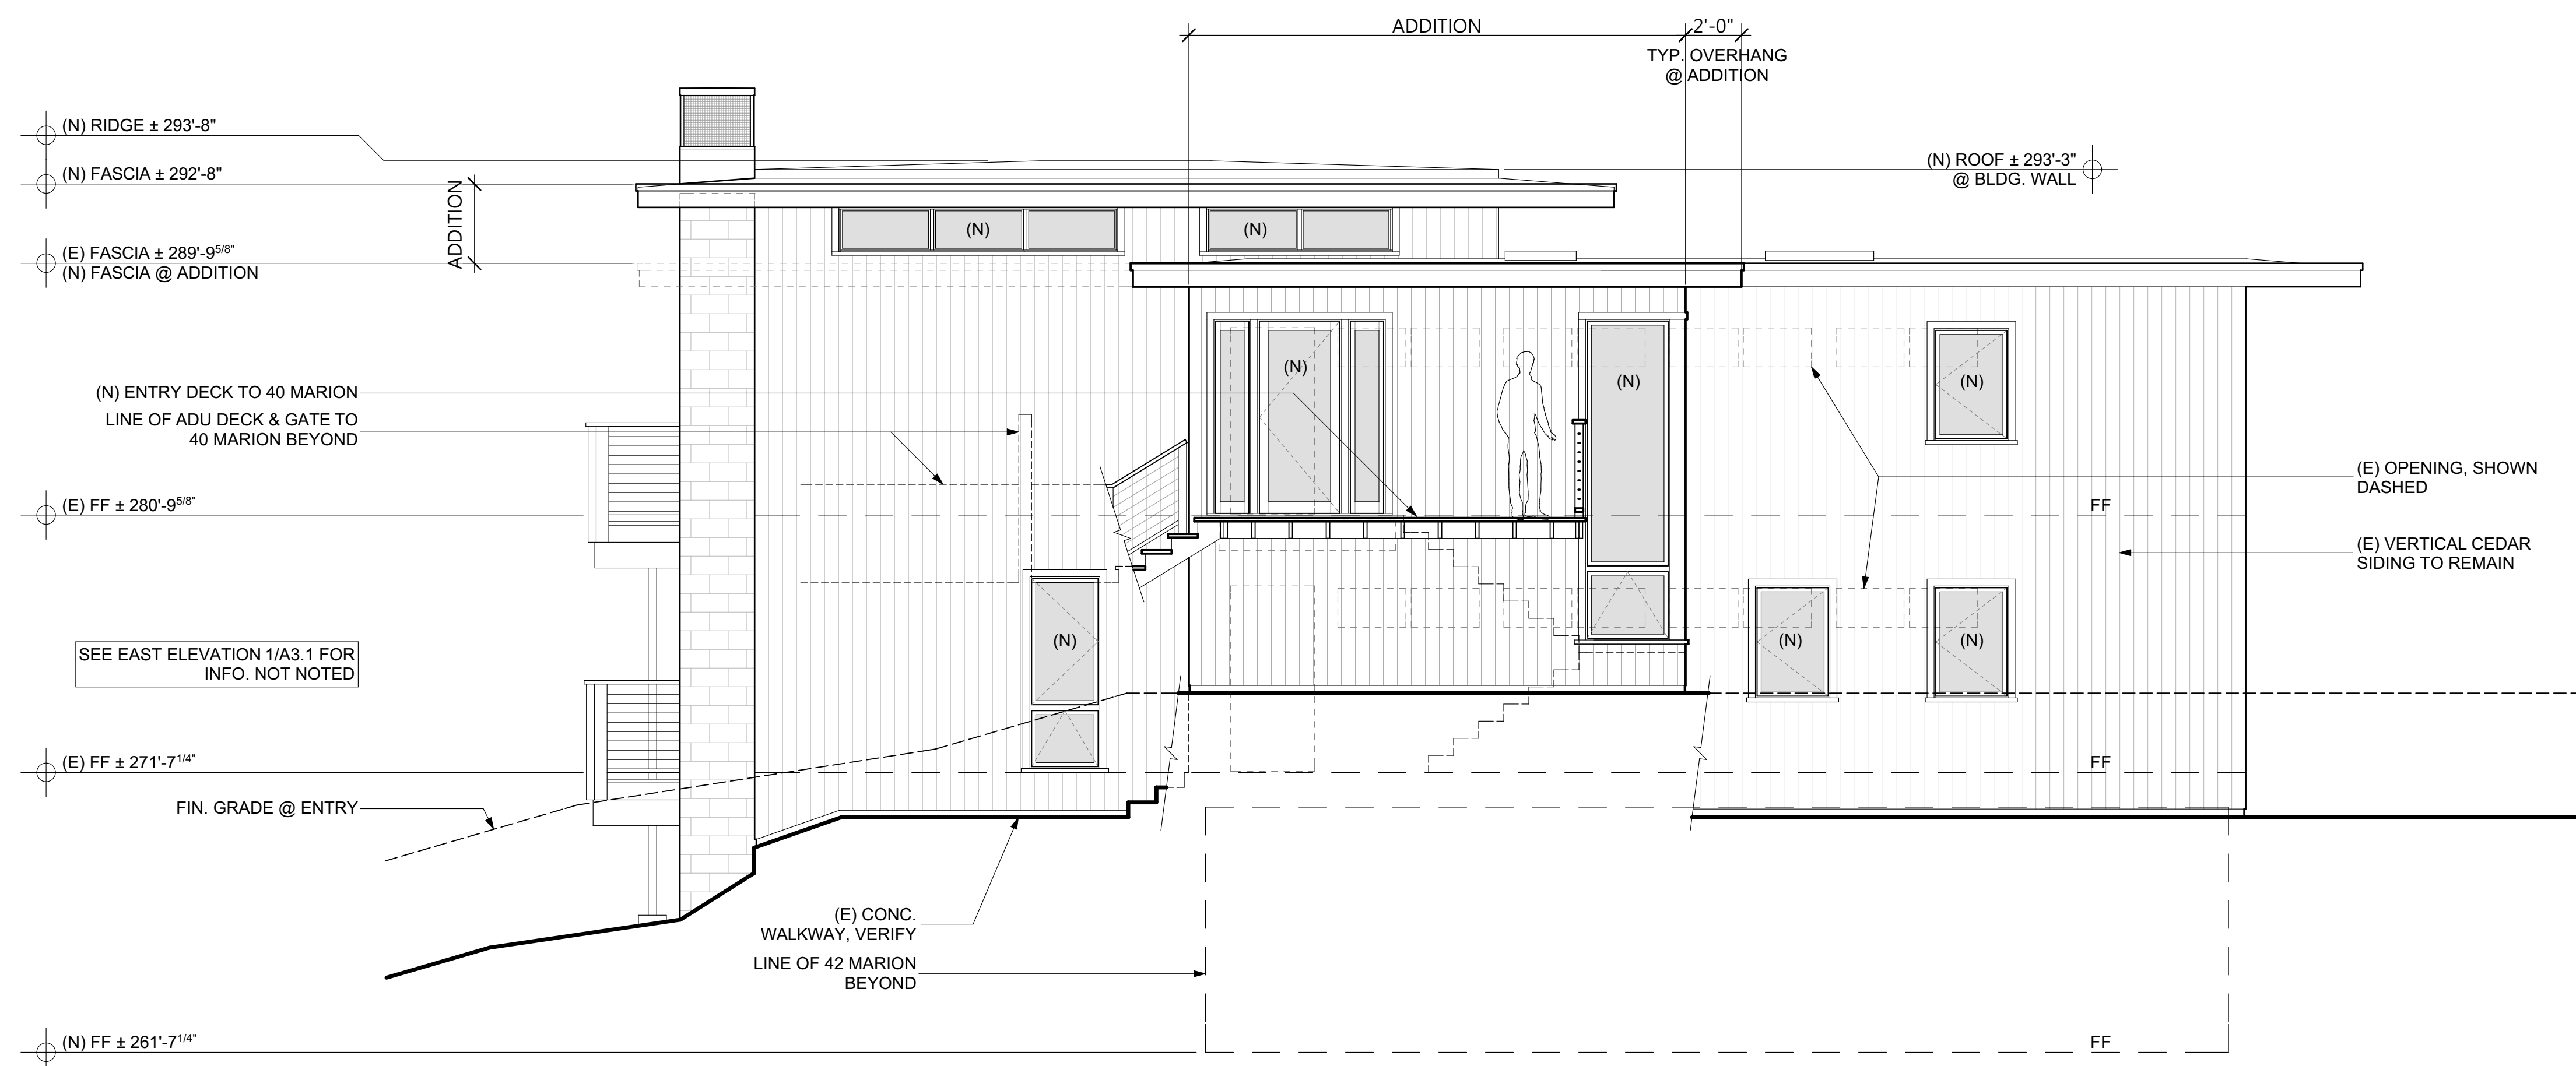 ADDITION
2'-0"
TYP. OVERHANG
@ ADDITION
(N) RIDGE ± 293'-8"
(N) FASCIA ± 292'-8"
ADDITION
(E) FASCIA ± 289'-9 5/8"
(N) FASCIA @ ADDITION
(N) ROOF ± 293'-3"
@ BLDG. WALL
(N)
(N)
(N) ENTRY DECK TO 40 MARION
LINE OF ADU DECK & GATE TO
40 MARION BEYOND
(N)
(N)
(N)
(E) OPENING, SHOWN
DASHED
(E) FF ± 280'-9 5/8"
FF
(E) VERTICAL CEDAR
SIDING TO REMAIN
SEE EAST ELEVATION 1/A3.1 FOR
INFO. NOT NOTED
(N)
(N)
(N)
(E) FF ± 271'-7 1/4"
FF
FIN. GRADE @ ENTRY
(E) CONC.
WALKWAY, VERIFY
LINE OF 42 MARION
BEYOND
(N) FF ± 261'-7 1/4"
FF